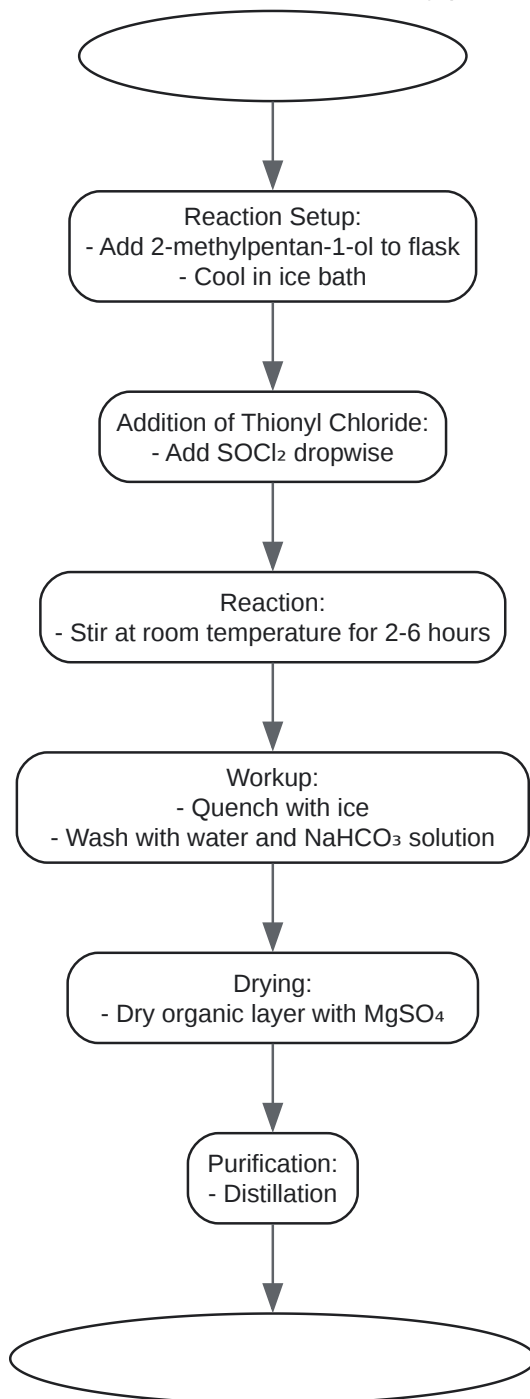 Reaction Setup:
- Add 2-methylpentan-1-ol to flask
- Cool in ice bath
Addition of Thionyl Chloride:
- Add SOCl₂ dropwise
Reaction:
- Stir at room temperature for 2-6 hours
Workup:
- Quench with ice
- Wash with water and NaHCO₃ solution
Drying:
- Dry organic layer with MgSO₄
Purification:
- Distillation